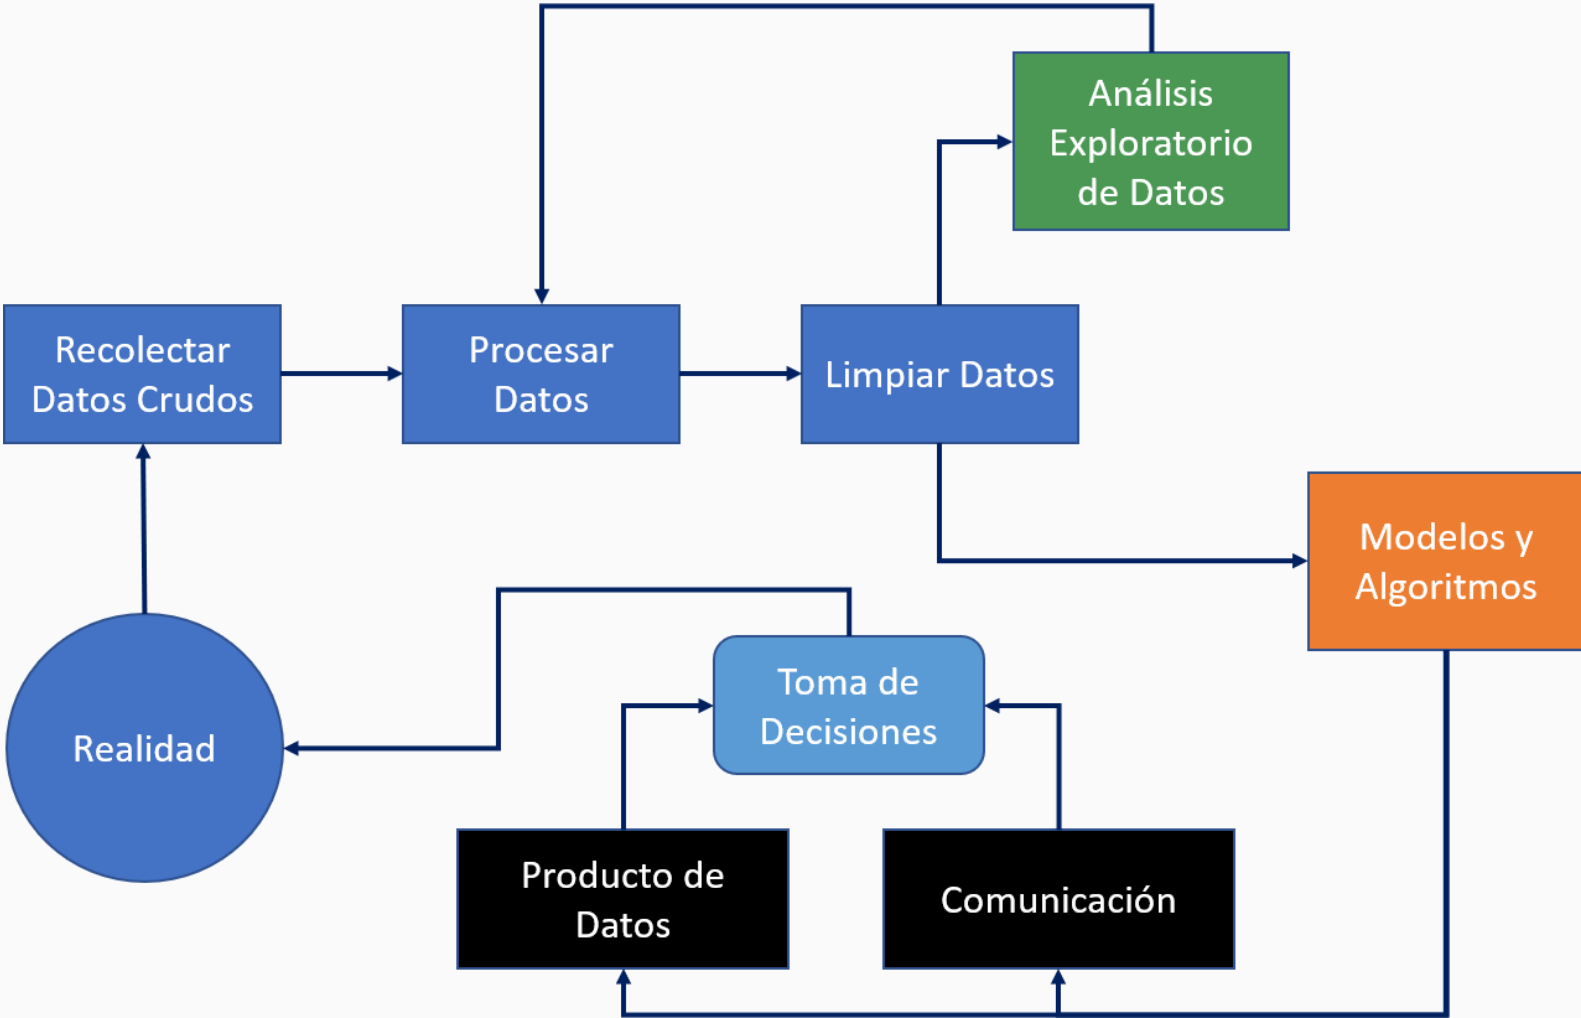 Análisis
Exploratorio
de Datos
Recolectar
Datos Crudos
Procesar
Datos
Limpiar Datos
Modelos y
Algoritmos
Toma de
Decisiones
Realidad
Producto de
Datos
Comunicación